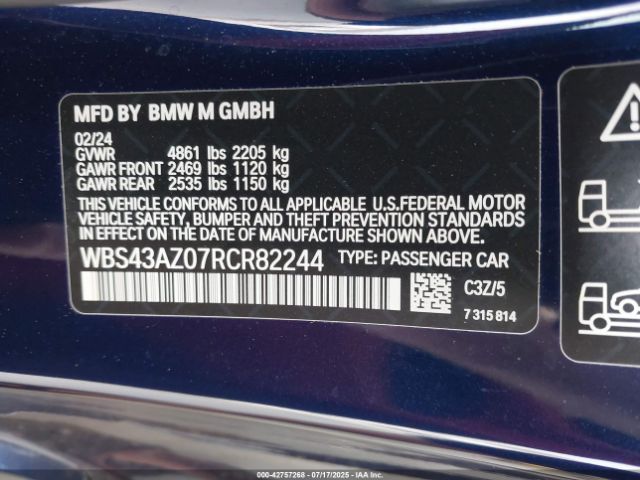 MFD BY BMW M GMBH
02/24
GVWR 4861 lbs 2205 kg
GAWR FRONT 2469 lbs 1120 kg
GAWR REAR 2535 lbs 1150 kg
THIS VEHICLE CONFORMS TO ALL APPLICABLE U.S.FEDERAL MOTOR
VEHICLE SAFETY, BUMPER AND THEFT PREVENTION STANDARDS
IN EFFECT ON THE DATE OF MANUFACTURE SHOWN ABOVE.
WBS43AZ07RCR82244 TYPE: PASSENGER CAR
C3Z/5
7 315 814
000-42757268 - 07/17/2025 - IAAI.COM